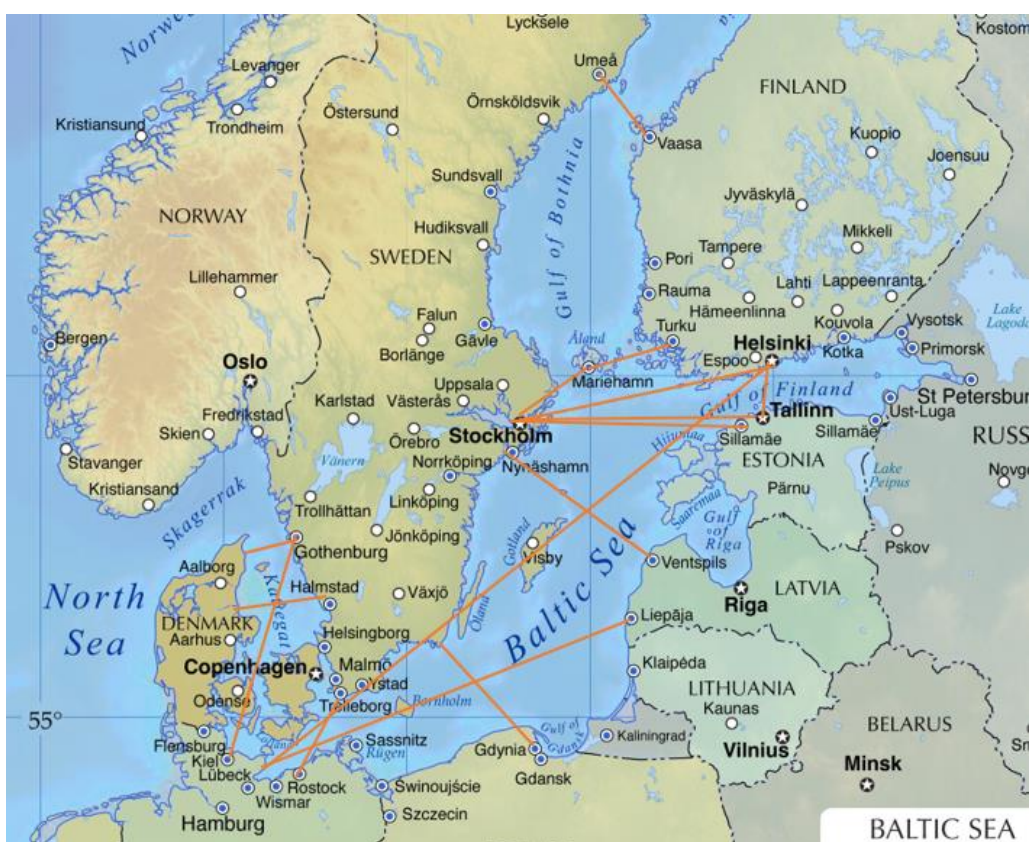 Lycksele
Kostom
Norwe
Levanger
Umeå
FINLAND
Trondheim
Kristiansund
Östersund
Örnsköldsvik
Vaasa
Kuopio
Joensuu
Sundsvall
Gulf of Bothnia
Jyväskylä
NORWAY
Hudiksvall
SWEDEN
Mikkeli
Tampere
Pori
Lillehammer
Rauma
Lahti
Lappeenranta
Hämeenlinna
Lake
Lagoda
Falun
Gävle
Turku
Kouvola
Vysotsk
Bergen
Borlänge
Åland
Helsinki
Kotka
Primorsk
Oslo
Espoo
Mariehamn
Uppsala
Finland
St Petersbur
Karlstad
Västerås
Gulf of
Tallinn
Ust-Luga
Fredrikstad
Skien
Örebro
Stockholm
Sillamäe
Sillamäe
Hiiumaa
RUSS
Stavanger
Vänern
Norrköping
Nynäshamn
ESTONIA
Lake
Peipus
Novgo
Kristiansand
Linköping
Saaremaa
Pärnu
Skagerrak
Trollhättan
Gulf
of
Riga
Jönköping
Gotland
Visby
Pskov
Gothenburg
Aalborg
Ventspils
North
Sea
Kattegat
Halmstad
Växjö
Öland
Baltic Sea
Riga
LATVIA
DENMARK
Aarhus
Helsingborg
Liepāja
Copenhagen
Malmö
Klaipéda
Odense
Ystad
LITHUANIA
Trelleborg
Bornholm
Kaunas
55°
BELARUS
Flensburg
Sassnitz
Gulf of
Gdansk
Kaliningrad
Vilnius
Kiel
Rügen
Gdynia
Lübeck
Gdansk
Minsk
Rostock
Swinoujście
Wismar
Hamburg
Szczecin
BALTIC SEA